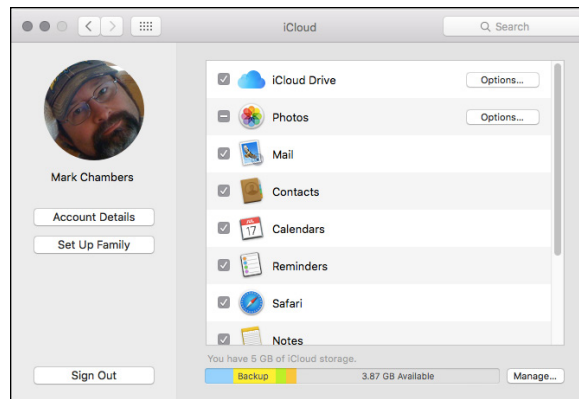 iCloud
Search
Mark Chambers
Account Details
Set Up Family
Sign Out
iCloud Drive
Options...
Photos
Options...
Mail
Contacts
17
Calendars
Reminders
Safari
Notes
You have 5 GB of iCloud storage.
Backup
3.87 GB Available
Manage...